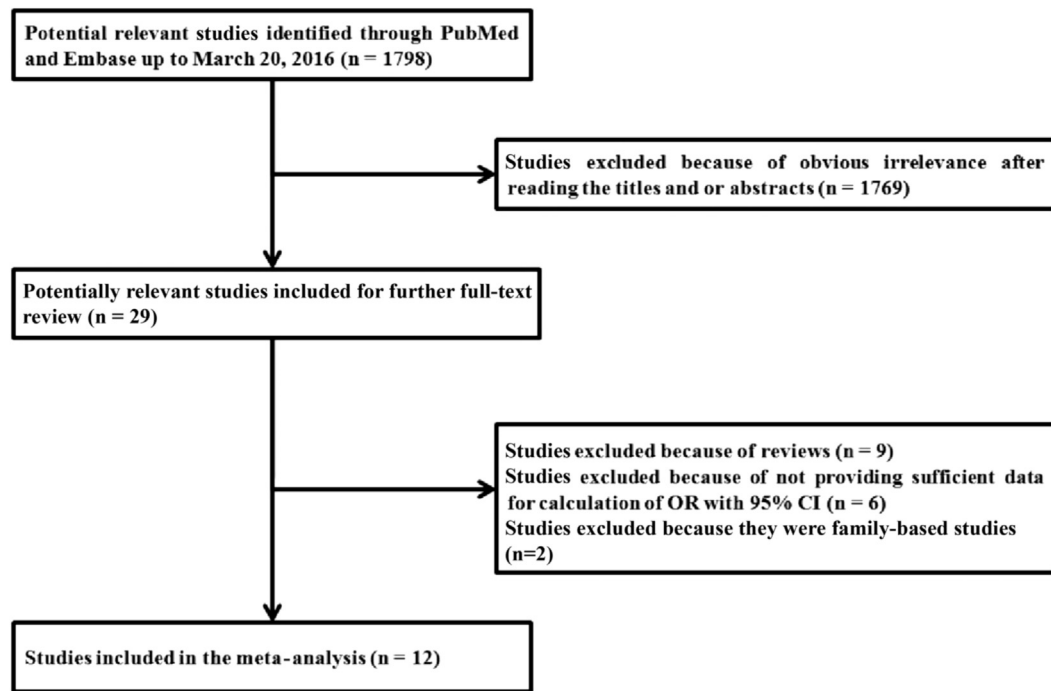 Potential relevant studies identified through PubMed
and Embase up to March 20, 2016 (n = 1798)
Studies excluded because of obvious irrelevance after
reading the titles and or abstracts (n = 1769)
Potentially relevant studies included for further full-text
review (n = 29)
Studies excluded because of reviews (n = 9)
Studies excluded because of not providing sufficient data
for calculation of OR with 95% CI (n = 6)
Studies excluded because they were family-based studies
(n=2)
Studies included in the meta-analysis (n = 12)